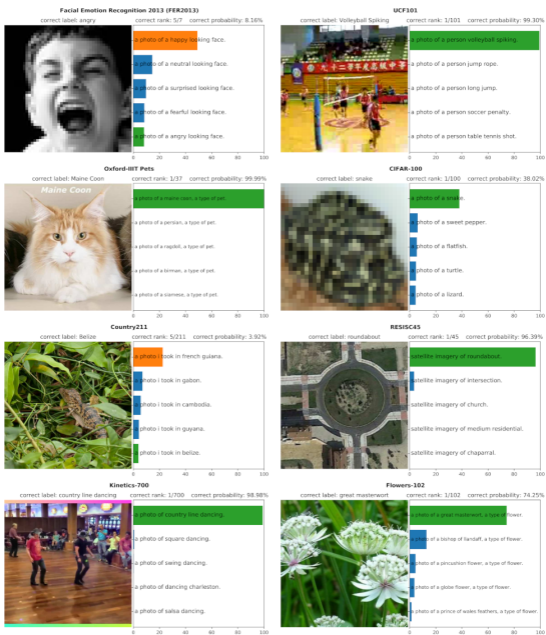 Facial Emotion Recognition 2013 (FER2013)
correct label: angry correct rank: 5/7 correct probability: 8.16%
a photo of a happy looking face.
a photo of a neutral looking face.
a photo of a surprised looking face.
a photo of a fearful looking face.
a photo of a angry looking face.
0 20 40 60 80 100
UCF101
correct label: Volleyball Spiking correct rank: 1/101 correct probability: 99.30%
a photo of a person volleyball spiking.
a photo of a person jump rope.
a photo of a person long jump.
a photo of a person soccer penalty.
a photo of a person table tennis shot.
0 20 40 60 80 100
Oxford-IIIT Pets
correct label: Maine Coon correct rank: 1/37 correct probability: 99.99%
Maine Coon
a photo of a maine coon, a type of pet.
a photo of a persian, a type of pet.
a photo of a ragdoll, a type of pet.
a photo of a birman, a type of pet.
a photo of a siamese, a type of pet.
0 20 40 60 80 100
CIFAR-100
correct label: snake correct rank: 1/100 correct probability: 38.02%
a photo of a snake.
a photo of a sweet pepper.
a photo of a flatfish.
a photo of a turtle.
a photo of a lizard.
0 20 40 60 80 100
Country211
correct label: Belize correct rank: 5/211 correct probability: 3.92%
a photo i took in french guiana.
a photo i took in gabon.
a photo i took in cambodia.
a photo i took in guyana.
a photo i took in belize.
0 20 40 60 80 100
RESISC45
correct label: roundabout correct rank: 1/45 correct probability: 96.39%
satellite imagery of roundabout.
satellite imagery of intersection.
satellite imagery of church.
satellite imagery of medium residential.
satellite imagery of chaparral.
0 20 40 60 80 100
Kinetics-700
correct label: country line dancing correct rank: 1/700 correct probability: 98.98%
a photo of country line dancing.
a photo of square dancing.
a photo of swing dancing.
a photo of dancing charleston.
a photo of salsa dancing.
0 20 40 60 80 100
Flowers-102
correct label: great masterwort correct rank: 1/102 correct probability: 74.25%
a photo of a great masterwort, a type of flower.
a photo of a bishop of llandaff, a type of flower.
a photo of a pincushion flower, a type of flower.
a photo of a globe flower, a type of flower.
a photo of a prince of wales feathers, a type of flower.
0 20 40 60 80 100